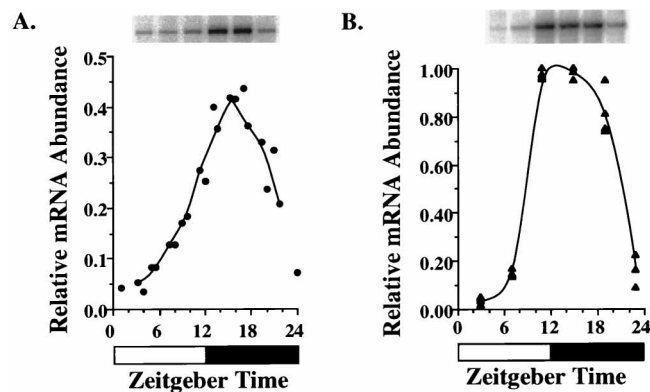 A.
Relative mRNA Abundance
0.5
0.4
0.3
0.2
0.1
0.0
0 6 12 18 24
Zeitgeber Time
B.
Relative mRNA Abundance
1.00
0.80
0.60
0.40
0.20
0.0
0 6 12 18 24
Zeitgeber Time